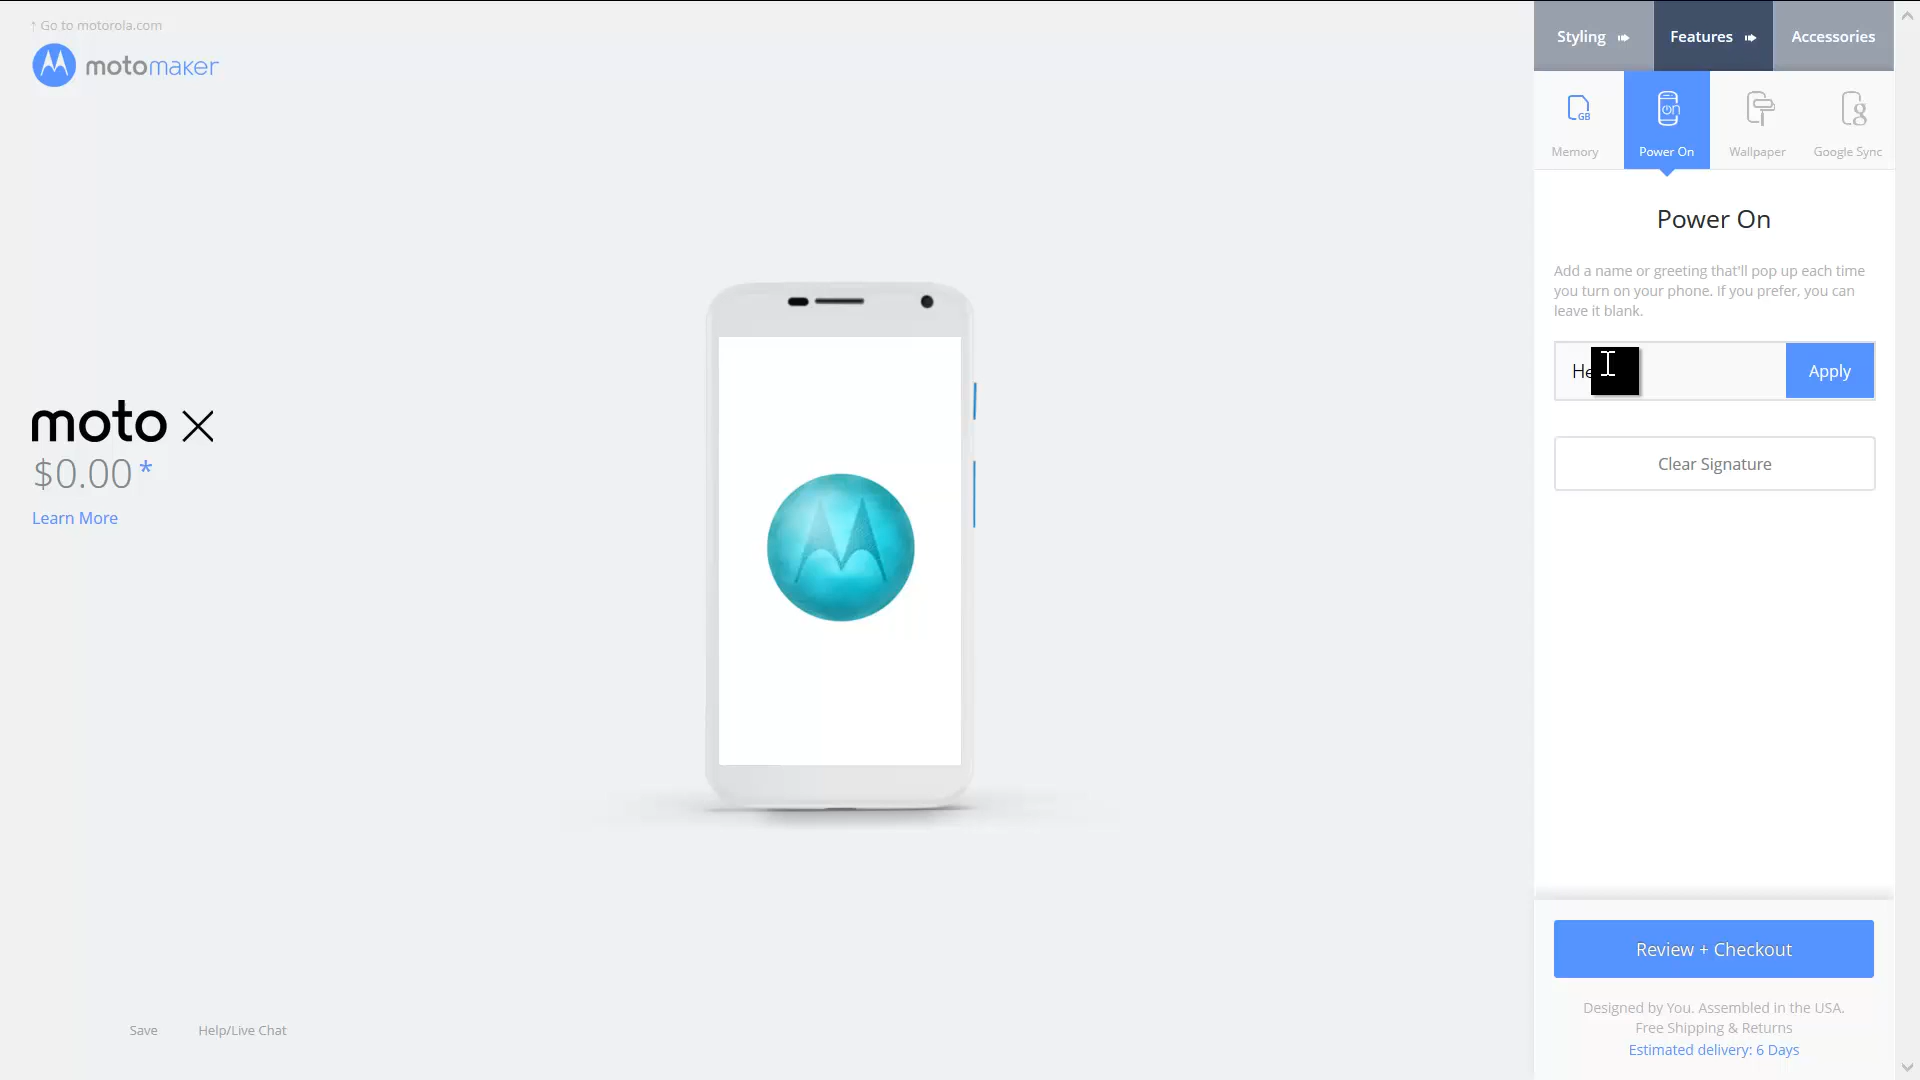 ↑ Go to motorola.com
motomaker
moto x
$0.00 *
Learn More
Save
Help/Live Chat
Styling
Features
Accessories
GB
Memory
Power On
Wallpaper
g
Google Sync
Power On
Add a name or greeting that'll pop up each time
you turn on your phone. If you prefer, you can
leave it blank.
Apply
Clear Signature
Review + Checkout
Designed by You. Assembled in the USA.
Free Shipping & Returns
Estimated delivery: 6 Days